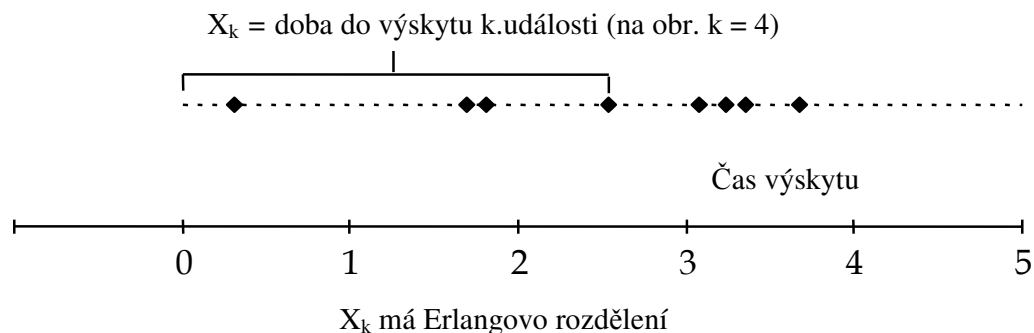 Xk = doba do výskytu k.události (na obr. k = 4)
Čas výskytu
0 1 2 3 4 5
Xk má Erlangovo rozdělení